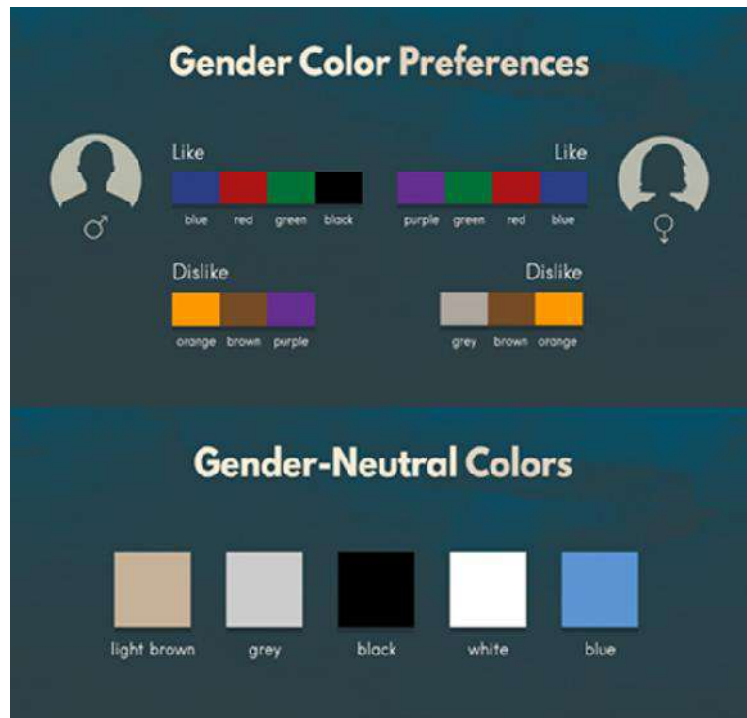 Gender Color Preferences
Like
Like
blue red green black
purple green red blue
Dislike
Dislike
orange brown purple
grey brown orange
Gender-Neutral Colors
light brown grey black white blue